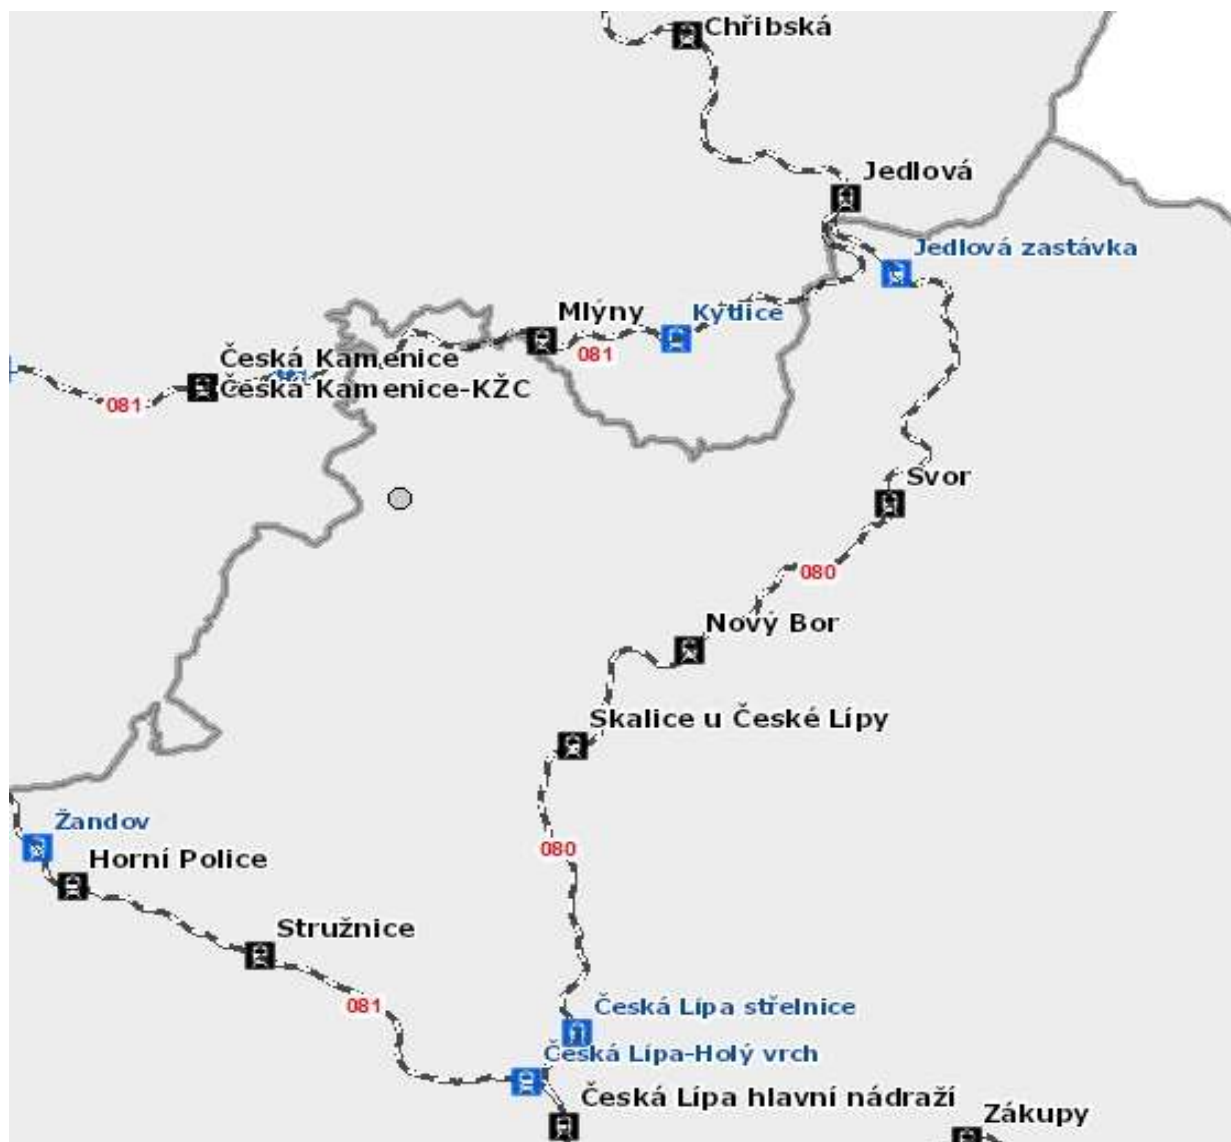 Chřibská
Jedlová
Jedlová zastávka
Mlýny
Kytlice
081
Česká Kamenice
Česká Kamenice-KŽC
081
Svor
080
Nový Bor
Skalice u České Lípy
080
Žandov
Horní Police
Stružnice
081
Česká Lípa střelnice
Česká Lípa-Holý vrch
Česká Lípa hlavní nádraží
Zákupy